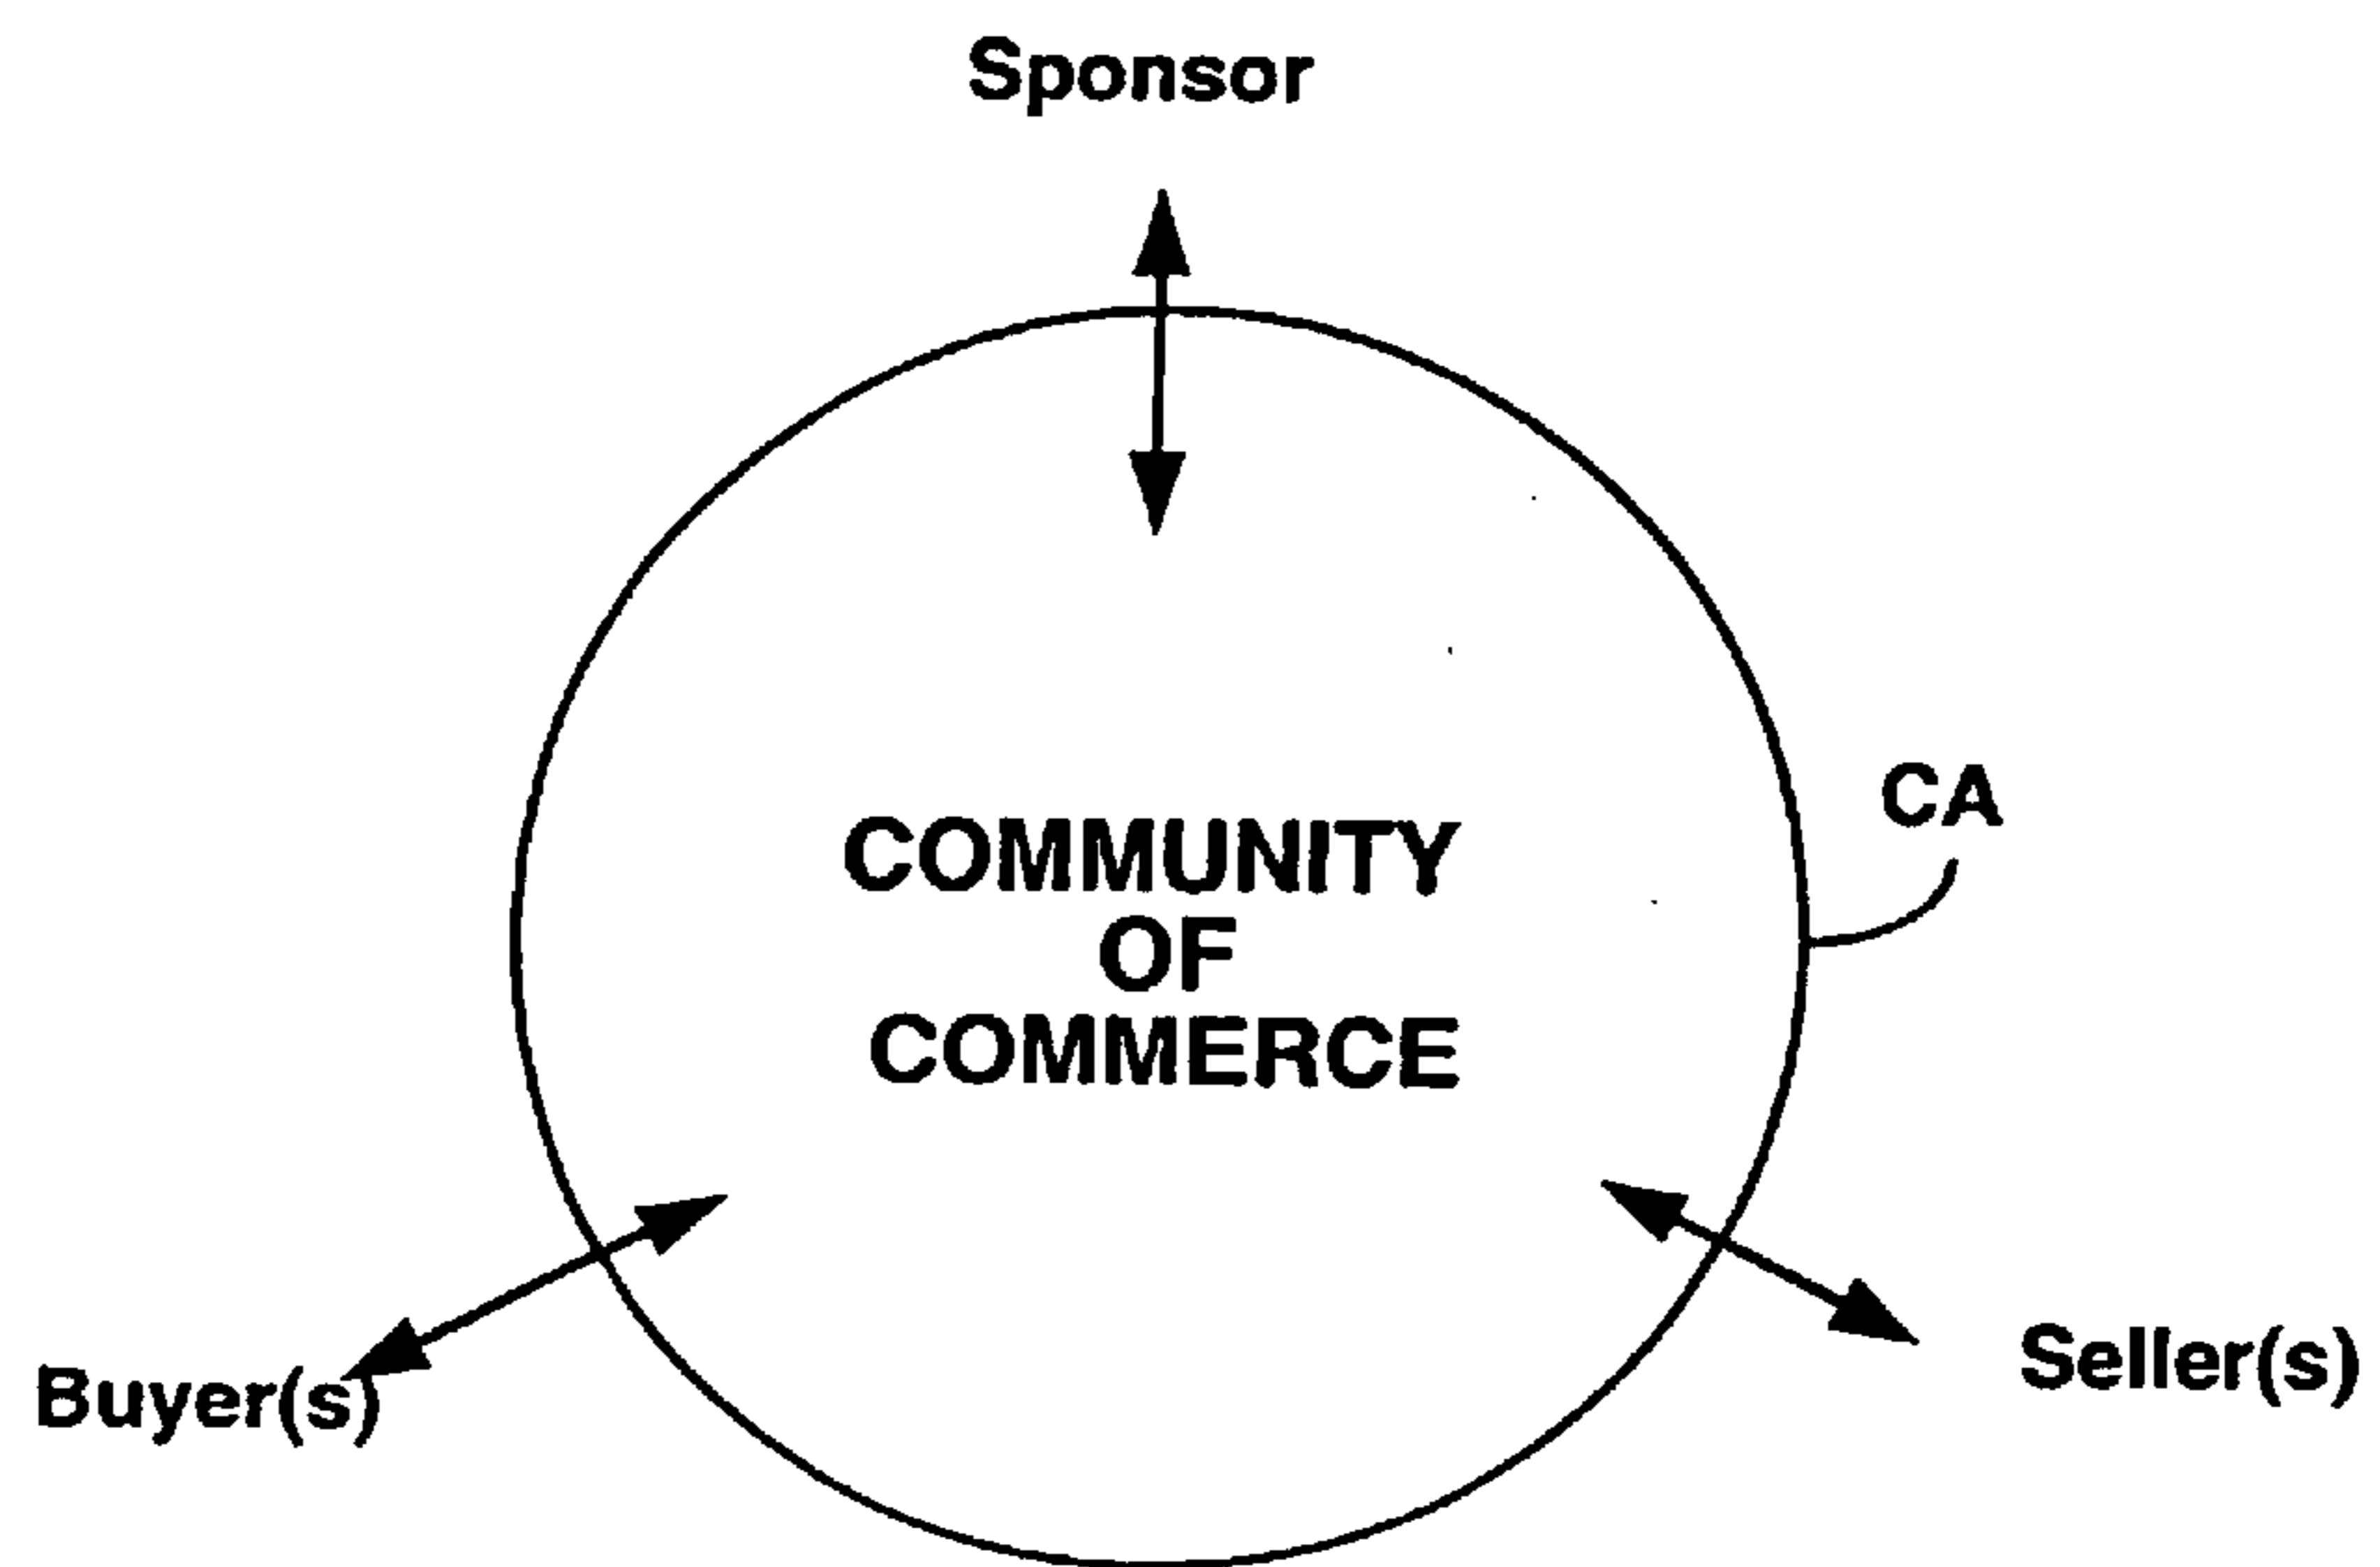 Sponsor
CA
COMMUNITY
OF
COMMERCE
Buyer(s)
Seller(s)